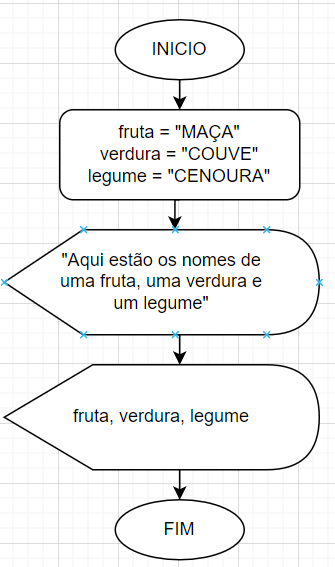 INICIO
fruta = "MAÇA"
verdura = "COUVE"
legume = "CENOURA"
"Aqui estão os nomes de
uma fruta, uma verdura e
um legume"
fruta, verdura, legume
FIM